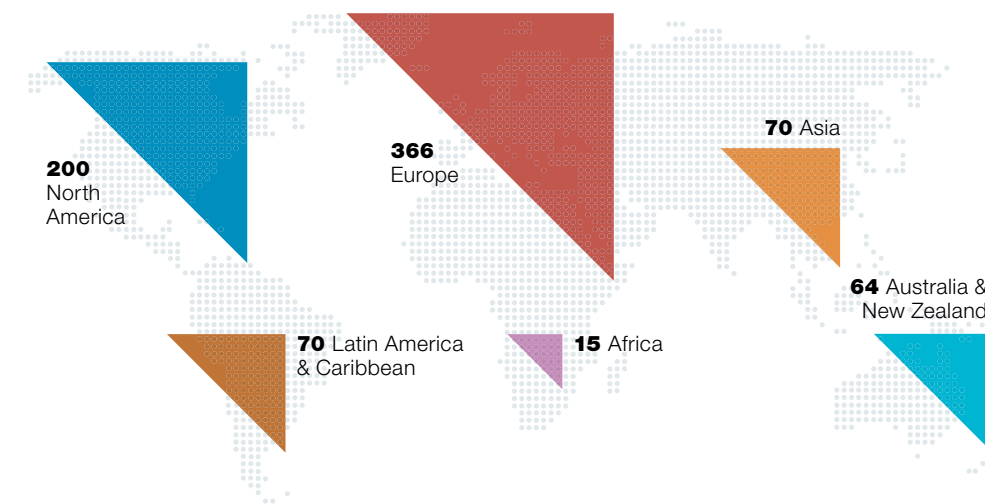 70 Asia
366
Europe
200
North
America
64 Australia &
New Zealand
70 Latin America
& Caribbean
15 Africa